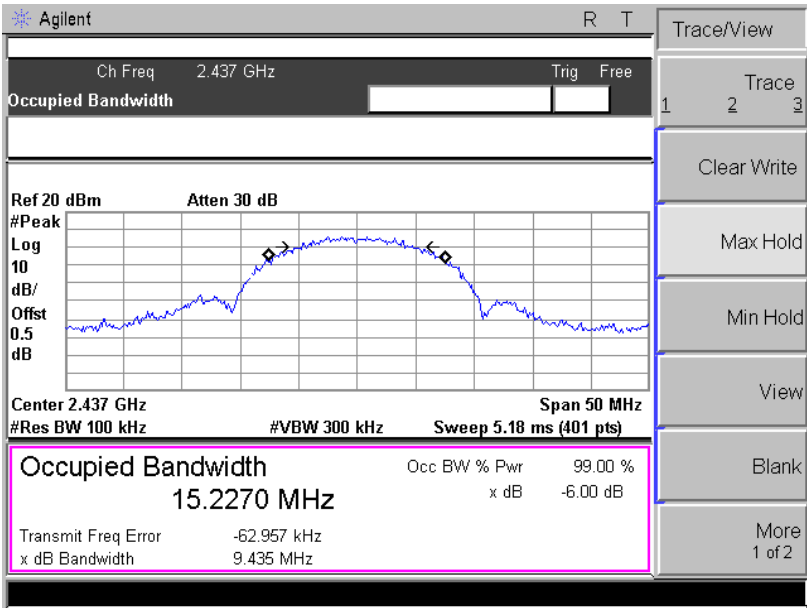 Agilent R T
Trace/View
Ch Freq 2.437 GHz Trig Free
Occupied Bandwidth
Trace
1 2 3
Clear Write
Max Hold
Min Hold
View
Blank
More
1 of 2
Ref 20 dBm Atten 30 dB
#Peak
Log
10
dB/
Offst
0.5
dB
Center 2.437 GHz Span 50 MHz
#Res BW 100 kHz #VBW 300 kHz Sweep 5.18 ms (401 pts)
Occupied Bandwidth Occ BW % Pwr 99.00 %
15.2270 MHz x dB -6.00 dB
Transmit Freq Error -62.957 kHz
x dB Bandwidth 9.435 MHz